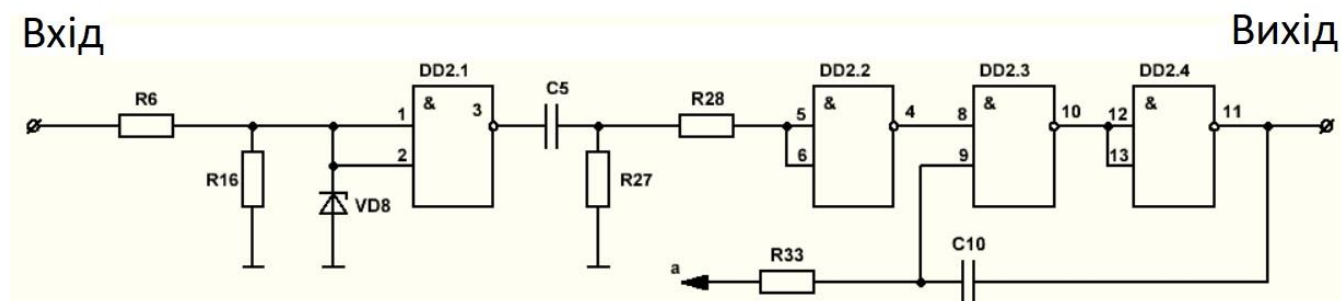 Вхід Вихід
DD2.1 DD2.2 DD2.3 DD2.4
R6 & 3 C5 R28 & & &
1 5 4 8 10 12 11
2 6 9 13
R16 VD8 R27
R33 C10
a